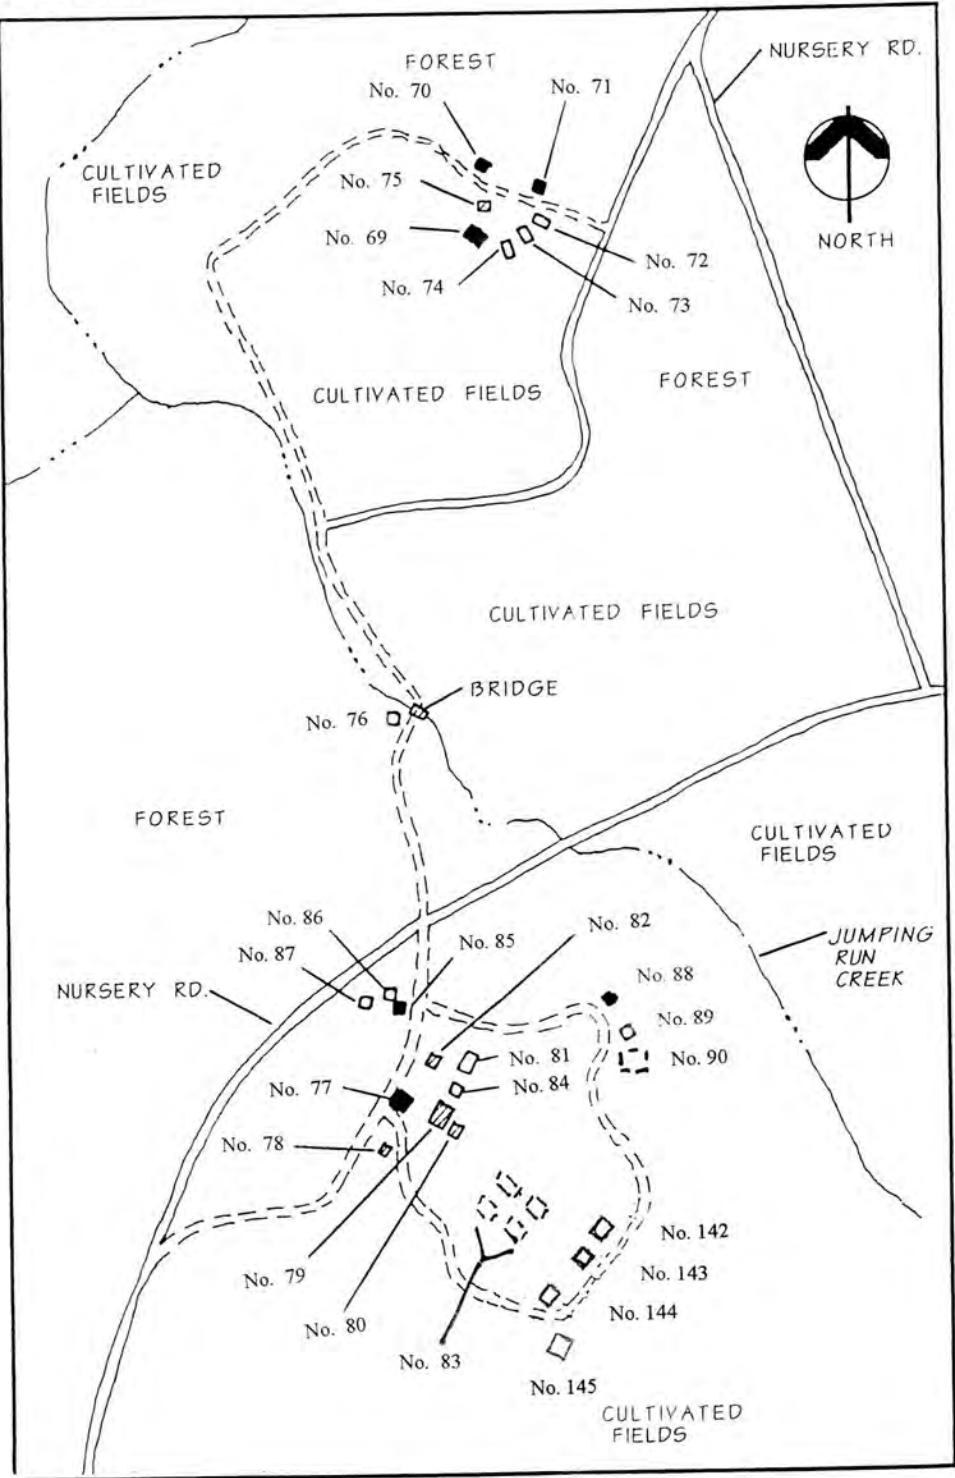 FOREST
NURSERY RD.
No. 70
No. 71
CULTIVATED
FIELDS
No. 75
No. 69
No. 72
NORTH
No. 74
No. 73
CULTIVATED FIELDS
FOREST
CULTIVATED FIELDS
BRIDGE
No. 76
FOREST
CULTIVATED
FIELDS
No. 86
No. 82
No. 87
No. 85
JUMPING
RUN
CREEK
No. 88
NURSERY RD.
No. 89
No. 81
No. 90
No. 77
No. 84
No. 78
No. 142
No. 79
No. 143
No. 144
No. 80
No. 83
No. 145
CULTIVATED
FIELDS